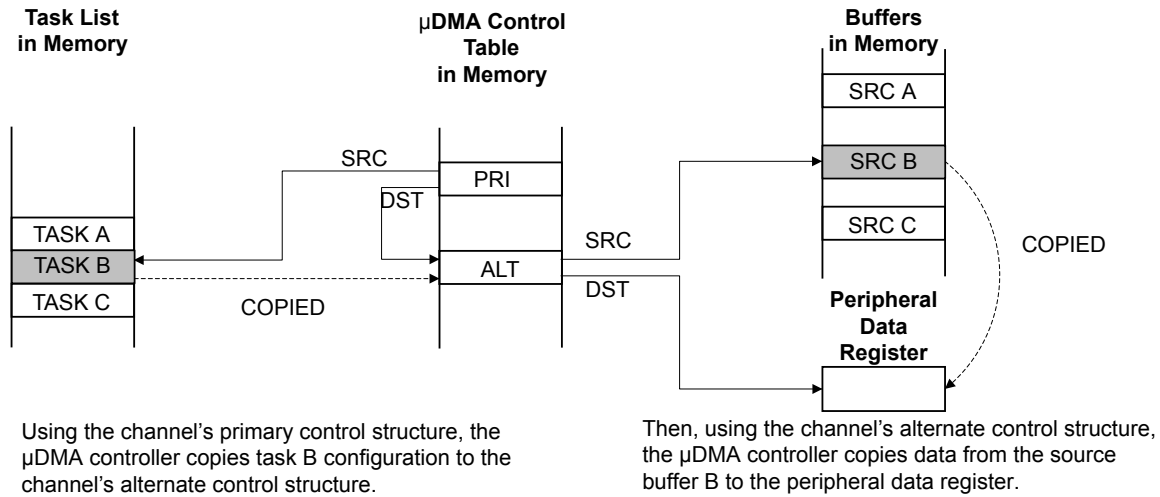 Task List
in Memory
µDMA Control
Table
in Memory
Buffers
in Memory
SRC A
SRC B
SRC C
SRC
PRI
DST
TASK A
TASK B
TASK C
ALT
COPIED
SRC
DST
COPIED
Peripheral
Data
Register
Using the channel's primary control structure, the
µDMA controller copies task B configuration to the
channel's alternate control structure.
Then, using the channel's alternate control structure,
the µDMA controller copies data from the source
buffer B to the peripheral data register.